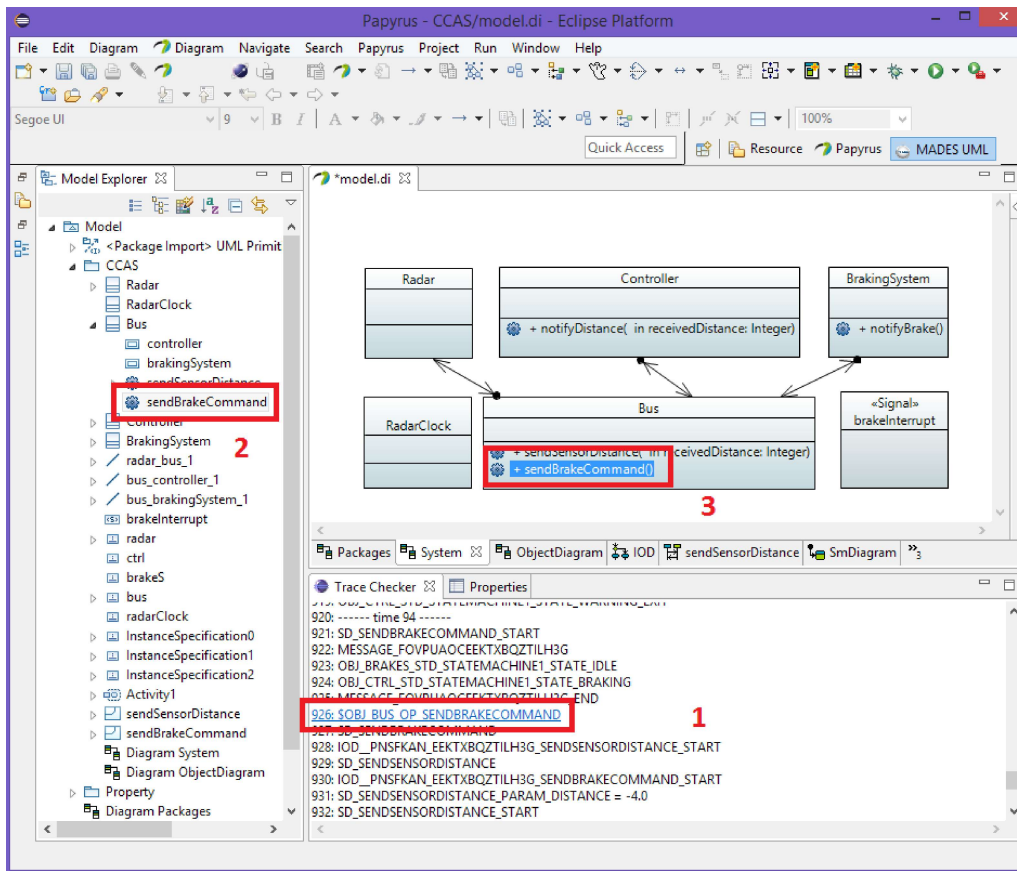 Papyrus - CCAS/model.di - Eclipse Platform
File Edit Diagram Diagram Navigate Search Papyrus Project Run Window Help
Segoe UI 9 B I A 100%
Quick Access Resource Papyrus MADES UML
Model Explorer
Model
<Package Import> UML Primit
CCAS
Radar
RadarClock
Bus
controller
brakingSystem
sendSensorDistance
sendBrakeCommand
2
Controller
BrakingSystem
radar_bus_1
bus_controller_1
bus_brakingSystem_1
brakeInterrupt
radar
ctrl
brakeS
bus
radarClock
InstanceSpecification0
InstanceSpecification1
InstanceSpecification2
Activity1
sendSensorDistance
sendBrakeCommand
Diagram System
Diagram ObjectDiagram
Property
Diagram Packages
*model.di
Radar
Controller
+ notifyDistance( in receivedDistance: Integer)
BrakingSystem
+ notifyBrake()
RadarClock
Bus
+ sendSensorDistance( in receivedDistance: Integer)
+ sendBrakeCommand()
3
«Signal»
brakeInterrupt
Packages System ObjectDiagram IOD sendSensorDistance SmDiagram »3
Trace Checker Properties
919: OBJ_CTRL_STD_STATEMACHINE1_STATE_WARNING_EXIT
920: ------ time 94 ------
921: SD_SENDBRAKECOMMAND_START
922: MESSAGE_FOVPUAOCEEKTXBQZTILH3G
923: OBJ_BRAKES_STD_STATEMACHINE1_STATE_IDLE
924: OBJ_CTRL_STD_STATEMACHINE1_STATE_BRAKING
925: MESSAGE_FOVPUAOCEEKTXBQZTILH3G_END
926: $OBJ_BUS_OP_SENDBRAKECOMMAND
1
927: SD_SENDBRAKECOMMAND
928: IOD__PNSFKAN_EEKTXBQZTILH3G_SENDSENSORDISTANCE_START
929: SD_SENDSENSORDISTANCE
930: IOD__PNSFKAN_EEKTXBQZTILH3G_SENDBRAKECOMMAND_START
931: SD_SENDSENSORDISTANCE_PARAM_DISTANCE = -4.0
932: SD_SENDSENSORDISTANCE_START